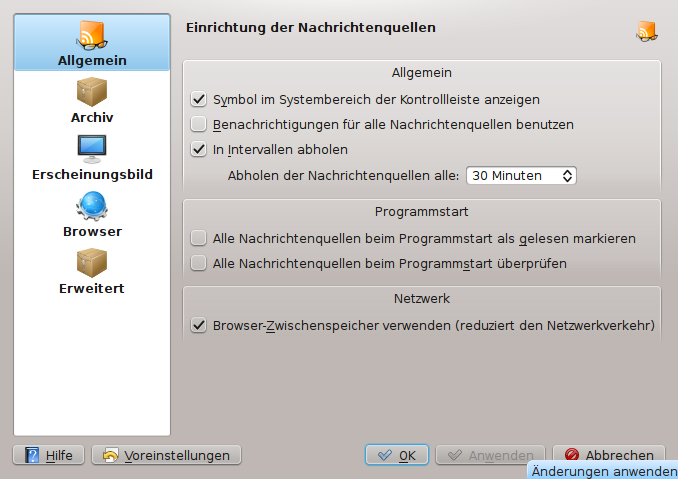 Allgemein
Archiv
Erscheinungsbild
Browser
Erweitert
Einrichtung der Nachrichtenquellen
Allgemein
Symbol im Systembereich der Kontrollleiste anzeigen
Benachrichtigungen für alle Nachrichtenquellen benutzen
In Intervallen abholen
Abholen der Nachrichtenquellen alle: 30 Minuten
Programmstart
Alle Nachrichtenquellen beim Programmstart als gelesen markieren
Alle Nachrichtenquellen beim Programmstart überprüfen
Netzwerk
Browser-Zwischenspeicher verwenden (reduziert den Netzwerkverkehr)
Hilfe Voreinstellungen OK Anwenden Abbrechen
Änderungen anwenden